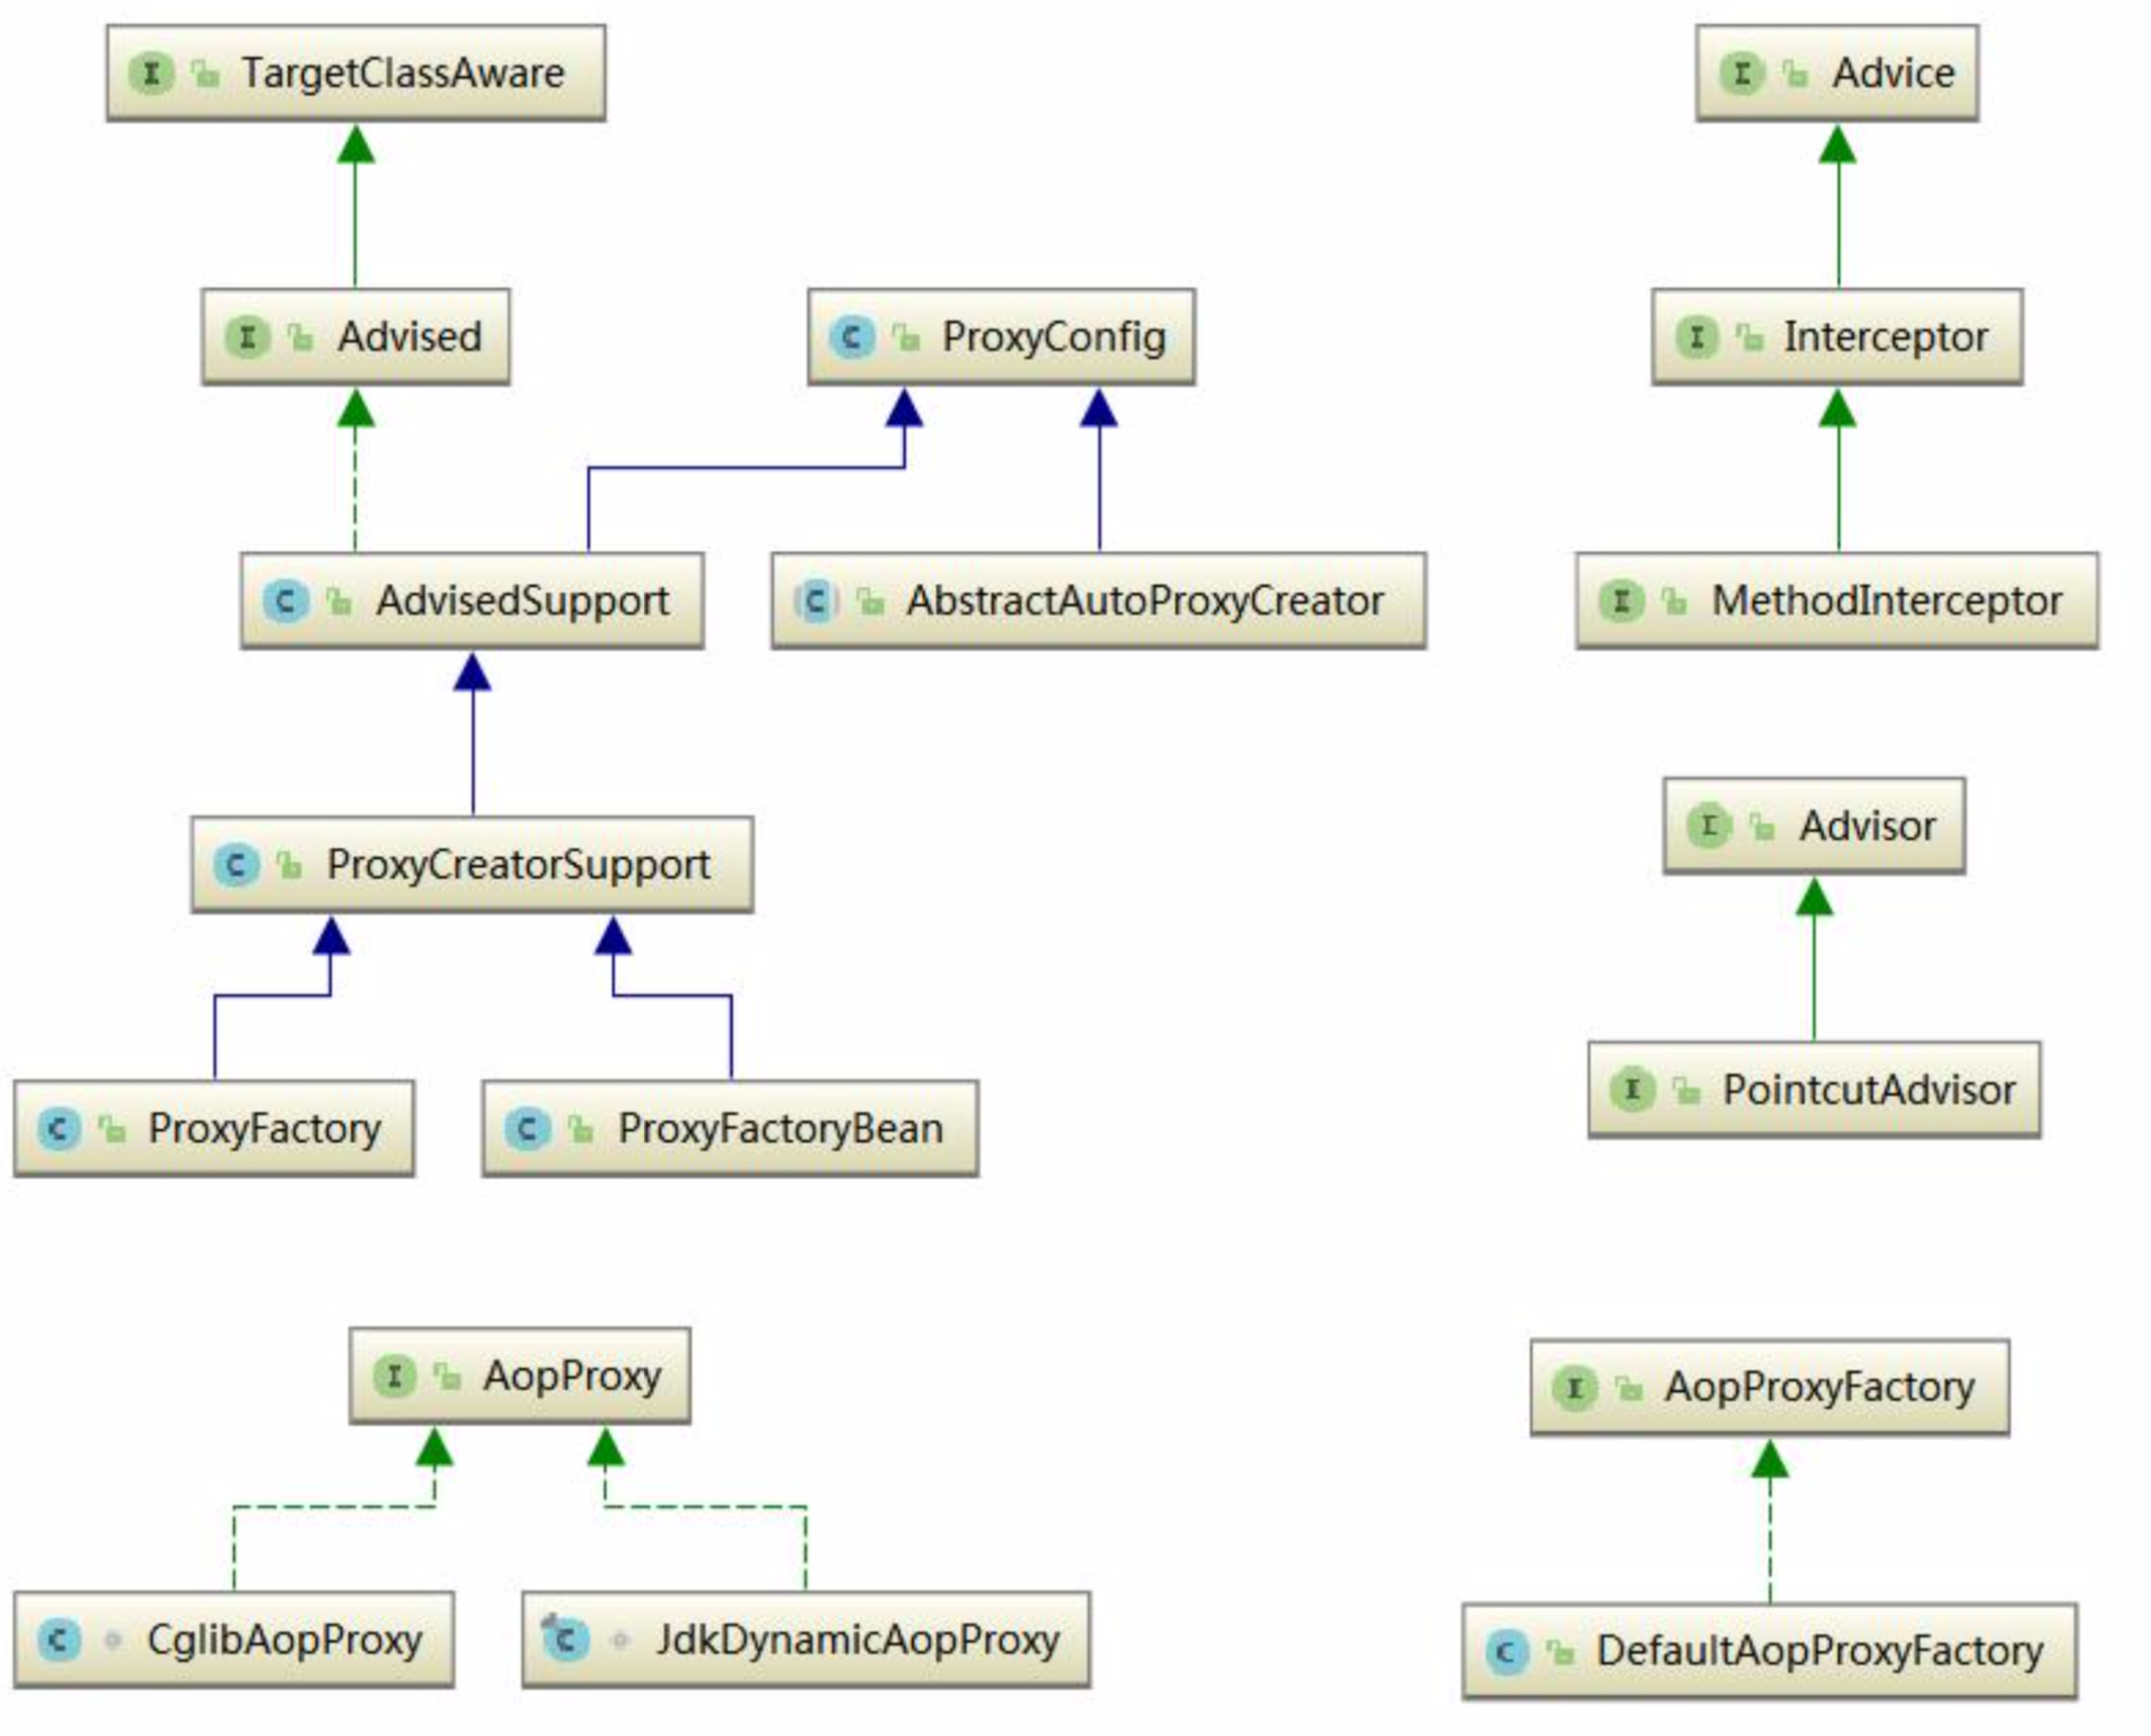 I TargetClassAware
I Advice
I Advised
C ProxyConfig
I Interceptor
C AdvisedSupport
C AbstractAutoProxyCreator
I MethodInterceptor
I Advisor
C ProxyCreatorSupport
I PointcutAdvisor
C ProxyFactory
C ProxyFactoryBean
I AopProxy
I AopProxyFactory
C CglibAopProxy
C JdkDynamicAopProxy
C DefaultAopProxyFactory